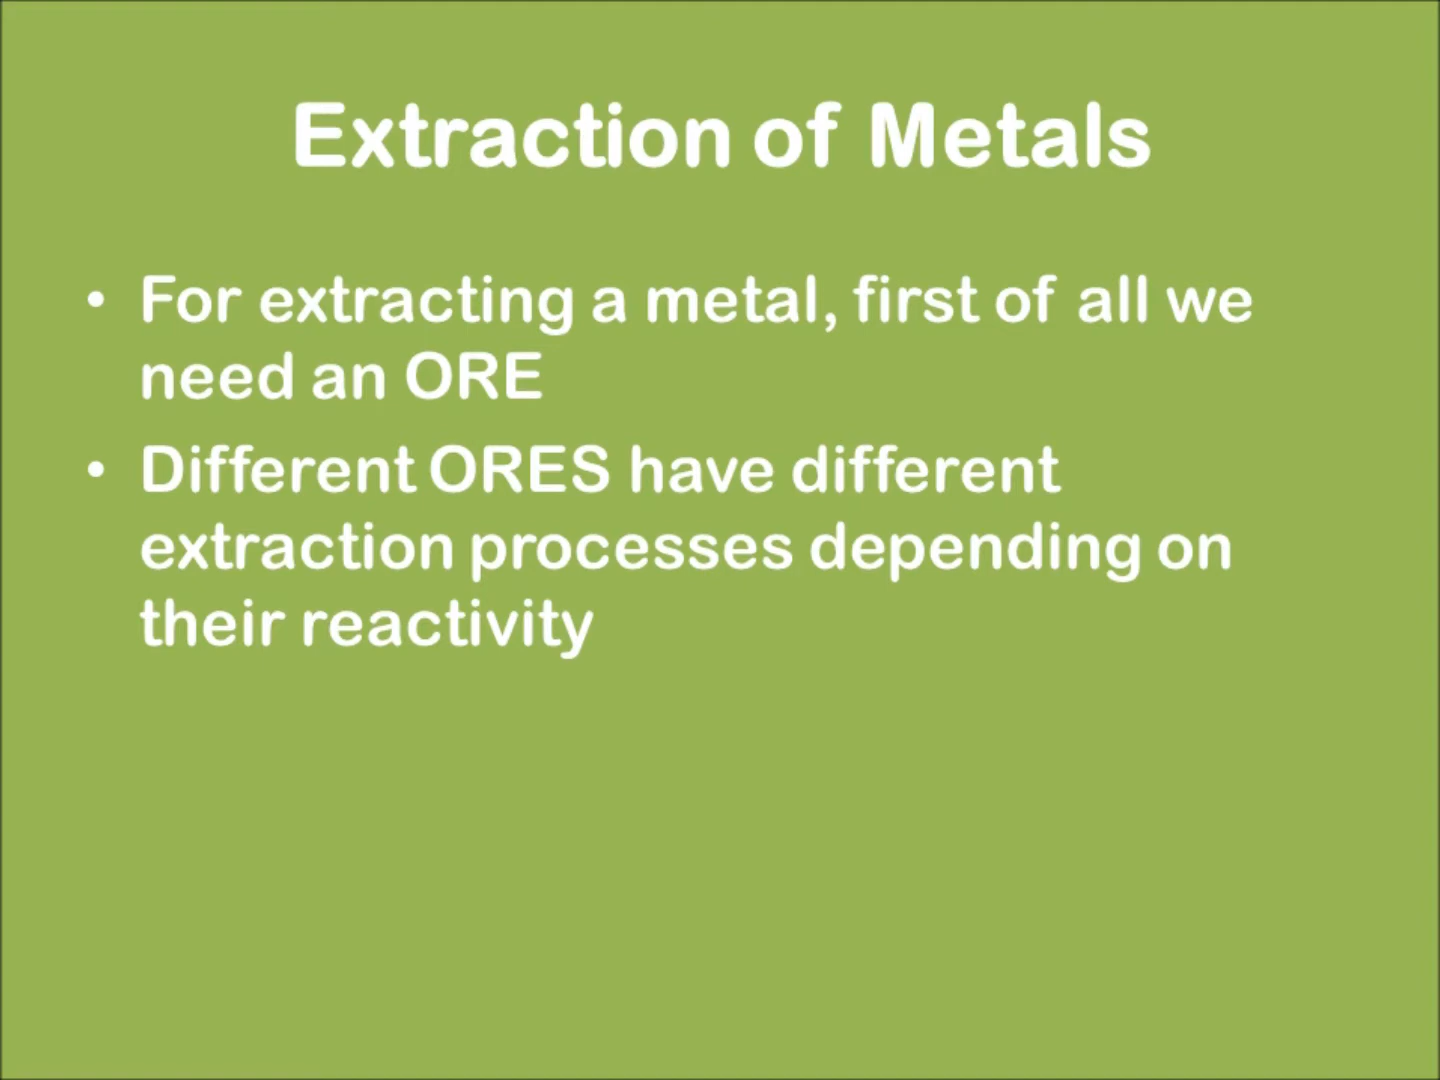 Extraction of Metals
• For extracting a metal, first of all we
need an ORE
• Different ORES have different
extraction processes depending on
their reactivity